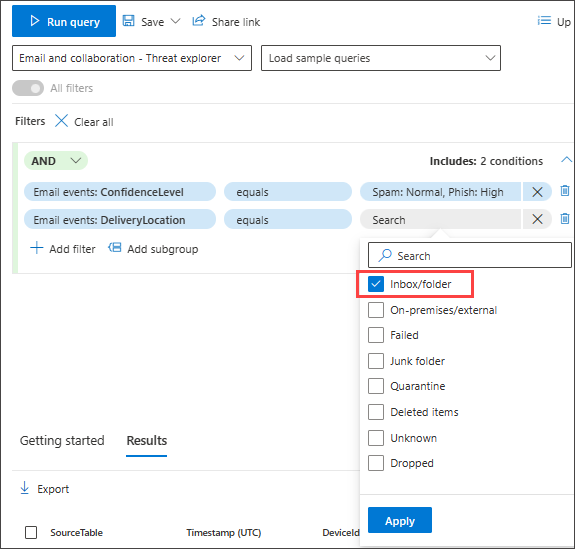 Run query Save Share link Up
Email and collaboration - Threat explorer Load sample queries
All filters
Filters Clear all
AND Includes: 2 conditions
Email events: ConfidenceLevel equals Spam: Normal, Phish: High
Email events: DeliveryLocation equals Search
Add filter Add subgroup
Search
Inbox/folder
On-premises/external
Failed
Junk folder
Quarantine
Deleted items
Unknown
Dropped
Apply
Getting started Results
Export
SourceTable Timestamp (UTC) DeviceId